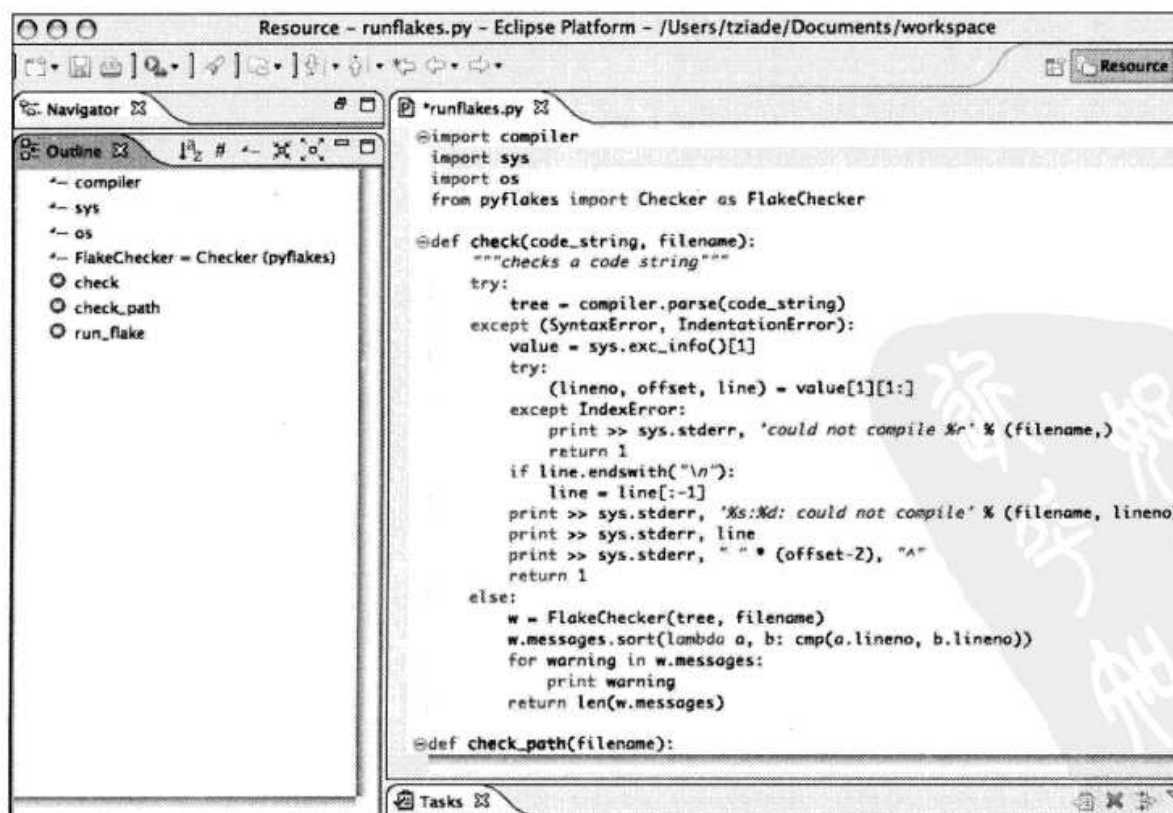 Resource – runflakes.py – Eclipse Platform – /Users/tziade/Documents/workspace
Resource
Navigator
*runflakes.py
Outline
compiler
sys
os
FlakeChecker = Checker (pyflakes)
check
check_path
run_flake
import compiler
import sys
import os
from pyflakes import Checker as FlakeChecker
def check(code_string, filename):
"""checks a code string"""
try:
tree = compiler.parse(code_string)
except (SyntaxError, IndentationError):
value = sys.exc_info()[1]
try:
(lineno, offset, line) = value[1][1:]
except IndexError:
print >> sys.stderr, 'could not compile %r' % (filename,)
return 1
if line.endswith("\n"):
line = line[:-1]
print >> sys.stderr, '%s:%d: could not compile' % (filename, lineno
print >> sys.stderr, line
print >> sys.stderr, " " * (offset-2), "^"
return 1
else:
w = FlakeChecker(tree, filename)
w.messages.sort(lambda a, b: cmp(a.lineno, b.lineno))
for warning in w.messages:
print warning
return len(w.messages)
def check_path(filename):
Tasks